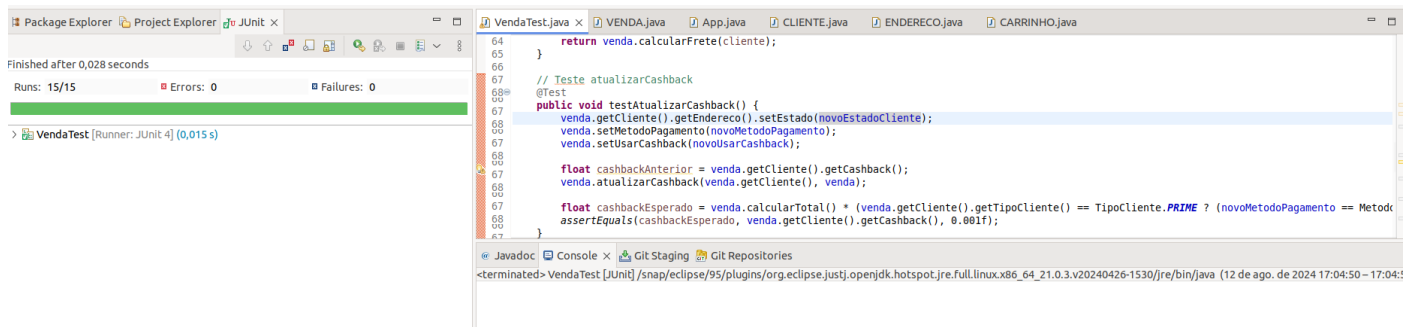 Package Explorer Project Explorer JUnit ×
Finished after 0,028 seconds
Runs: 15/15 Errors: 0 Failures: 0
> VendaTest [Runner: JUnit 4] (0,015 s)
VendaTest.java × VENDA.java App.java CLIENTE.java ENDERECO.java CARRINHO.java
64 return venda.calcularFrete(cliente);
65 }
66
67 // Teste atualizarCashback
68 @Test
66 public void testAtualizarCashback() {
67 venda.getCliente().getEndereco().setEstado(novoEstadoCliente);
68 venda.setMetodoPagamento(novoMetodoPagamento);
67 venda.setUsarCashback(novoUsarCashback);
68
67 float cashbackAnterior = venda.getCliente().getCashback();
68 venda.atualizarCashback(venda.getCliente(), venda);
67 float cashbackEsperado = venda.calcularTotal() * (venda.getCliente().getTipoCliente() == TipoCliente.PRIME ? (novoMetodoPagamento == Metod
68 assertEquals(cashbackEsperado, venda.getCliente().getCashback(), 0.001f);
67 }
@ Javadoc Console × Git Staging Git Repositories
<terminated> VendaTest [JUnit] /snap/eclipse/95/plugins/org.eclipse.justj.openjdk.hotspot.jre.full.linux.x86_64_21.0.3.v20240426-1530/jre/bin/java (12 de ago. de 2024 17:04:50 – 17:04: